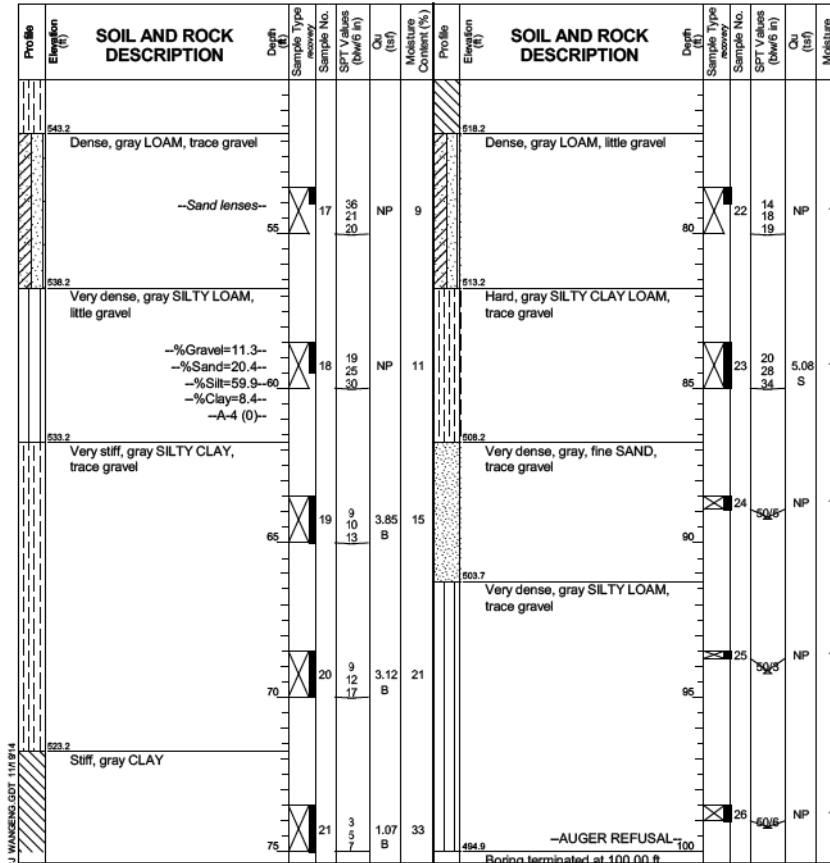 Profile
Elevation (ft)
SOIL AND ROCK
DESCRIPTION
Depth (ft)
Sample Type
recovery
Sample No.
SPT Values
(blw/6 in)
Qu
(tsf)
Moisture
Content (%)
543.2
Dense, gray LOAM, trace gravel
--Sand lenses--
55
17
36
21
20
NP
9
538.2
Very dense, gray SILTY LOAM,
little gravel
--%Gravel=11.3--
--%Sand=20.4--
--%Silt=59.9--
60
--%Clay=8.4--
--A-4 (0)--
18
19
25
30
NP
11
533.2
Very stiff, gray SILTY CLAY,
trace gravel
65
19
9
10
13
3.85
B
15
70
20
9
12
17
3.12
B
21
523.2
Stiff, gray CLAY
75
21
3
5
7
1.07
B
33
WANGENG.GDT 11/19/14
Profile
Elevation
(ft)
SOIL AND ROCK
DESCRIPTION
Depth
(ft)
Sample Type
recovery
Sample No.
SPT Values
(blw/6 in)
Qu
(tsf)
Moisture
518.2
Dense, gray LOAM, little gravel
80
22
14
18
19
NP
513.2
Hard, gray SILTY CLAY LOAM,
trace gravel
85
23
20
28
34
5.08
S
508.2
Very dense, gray, fine SAND,
trace gravel
24
50/6
NP
90
503.7
Very dense, gray SILTY LOAM,
trace gravel
25
50/3
NP
95
26
50/6
NP
--AUGER REFUSAL--
494.9
100
Boring terminated at 100.00 ft